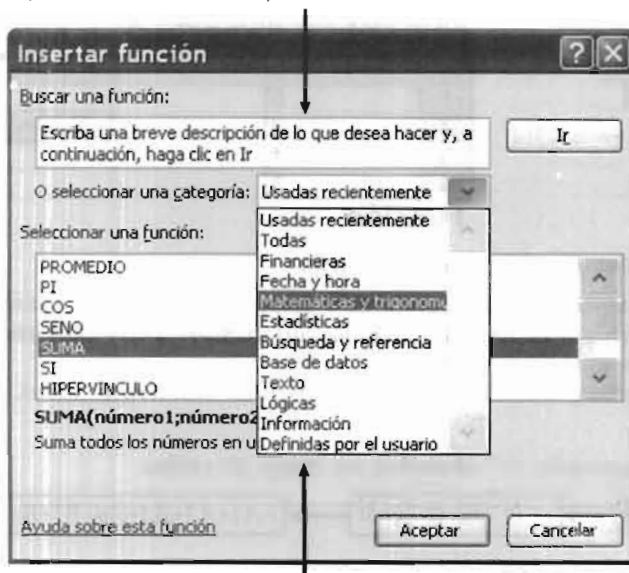 Insertar función
Buscar una función:
Escriba una breve descripción de lo que desea hacer y, a
continuación, haga clic en Ir
Ir
O seleccionar una categoría: Usadas recientemente
Usadas recientemente
Todas
Financieras
Fecha y hora
Matemáticas y trigonom
Estadísticas
Búsqueda y referencia
Base de datos
Texto
Lógicas
Información
Definidas por el usuario
Seleccionar una función:
PROMEDIO
PI
COS
SENO
SUMA
SI
HIPERVINCULO
SUMA(número1;número2
Suma todos los números en u
Ayuda sobre esta función
Aceptar
Cancelar